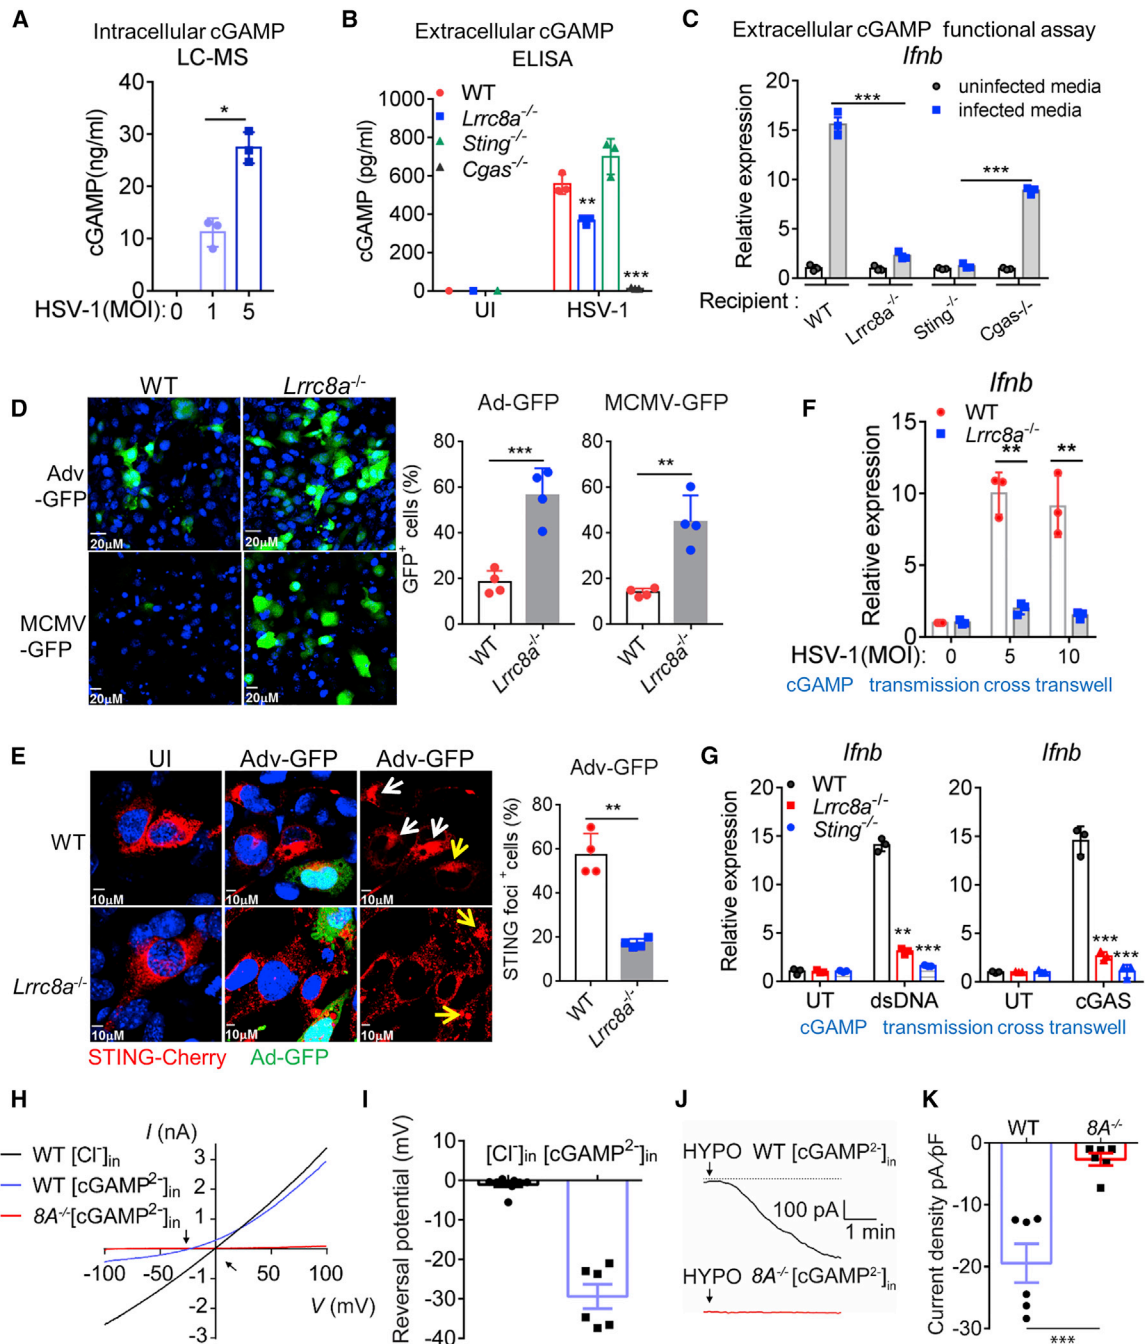 A
Intracellular cGAMP
LC-MS
cGAMP(ng/ml)
40
30
20
10
0
*
HSV-1(MOI): 0 1 5
B
Extracellular cGAMP
ELISA
cGAMP (pg/ml)
1000
800
600
400
200
0
WT
Lrrc8a-/-
Sting-/-
Cgas-/-
**
***
UI HSV-1
C
Extracellular cGAMP functional assay
Ifnb
Relative expression
20
15
10
5
0
uninfected media
infected media
***
***
Recipient :
WT Lrrc8a-/- Sting-/- Cgas-/-
D
WT Lrrc8a-/-
Adv
-GFP
MCMV
-GFP
20μM 20μM
20μM 20μM
GFP+ cells (%)
Ad-GFP
80
60
40
20
0
***
WT Lrrc8a-/-
MCMV-GFP
80
60
40
20
0
**
WT Lrrc8a-/-
F
Ifnb
Relative expression
15
10
5
0
WT
Lrrc8a-/-
** **
HSV-1(MOI): 0 5 10
cGAMP transmission cross transwell
E
UI Adv-GFP Adv-GFP
WT
Lrrc8a-/-
10μM 10μM 10μM
10μM 10μM 10μM
STING-Cherry Ad-GFP
Adv-GFP
STING foci + cells (%)
80
60
40
20
0
**
WT Lrrc8a-/-
G
Ifnb
Relative expression
20
15
10
5
0
WT
Lrrc8a-/-
Sting-/-
**
***
UT dsDNA
Ifnb
20
15
10
5
0
***
***
UT cGAS
cGAMP transmission cross transwell
H
I (nA)
WT [Cl-]in
WT [cGAMP2-]in
8A-/-[cGAMP2-]in
3
2
1
-1
-2
-3
-100 -50 50 100
V (mV)
I
Reversal potential (mV)
10
0
-10
-20
-30
-40
[Cl-]in [cGAMP2-]in
J
HYPO WT [cGAMP2-]in
100 pA
1 min
HYPO 8A-/-[cGAMP2-]in
K
WT 8A-/-
Current density pA/pF
0
-10
-20
-30
***